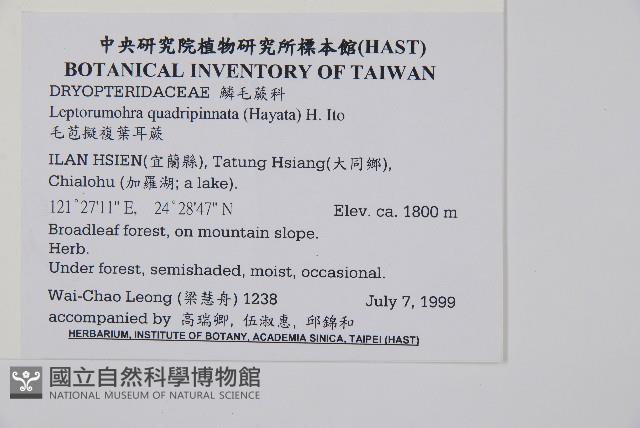 中央研究院植物研究所標本館(HAST)
BOTANICAL INVENTORY OF TAIWAN
DRYOPTERIDACEAE 鱗毛蕨科
Leptorumohra quadripinnata (Hayata) H. Ito
毛苞擬複葉耳蕨
ILAN HSIEN(宜蘭縣), Tatung Hsiang(大同鄉),
Chialohu (加羅湖; a lake).
121°27'11" E, 24°28'47" N Elev. ca. 1800 m
Broadleaf forest, on mountain slope.
Herb.
Under forest, semishaded, moist, occasional.
Wai-Chao Leong (梁慧舟) 1238 July 7, 1999
accompanied by 高瑞卿, 伍淑惠, 邱錦和
HERBARIUM, INSTITUTE OF BOTANY, ACADEMIA SINICA, TAIPEI (HAST)
國立自然科學博物館
NATIONAL MUSEUM OF NATURAL SCIENCE